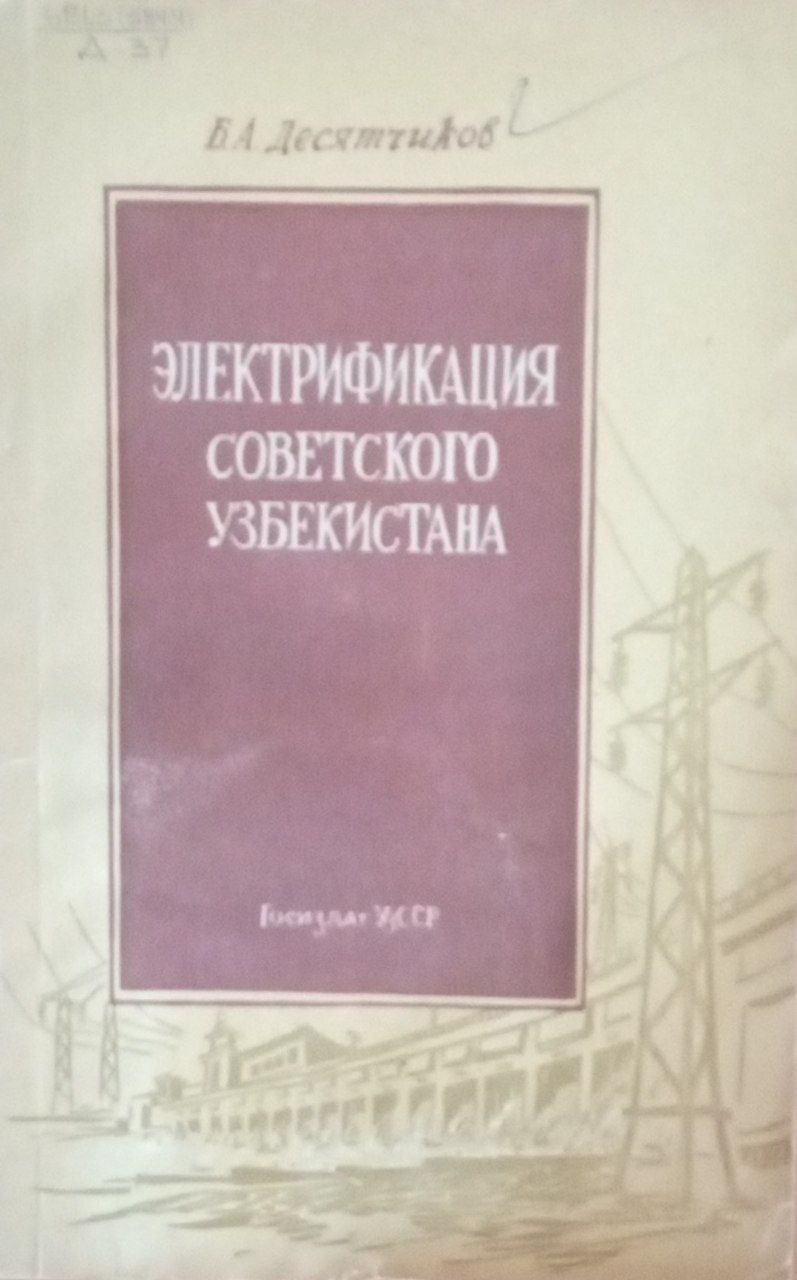 Д 37
Б.А. Десятчиков
ЭЛЕКТРИФИКАЦИЯ
СОВЕТСКОГО
УЗБЕКИСТАНА
Госиздат УзССР